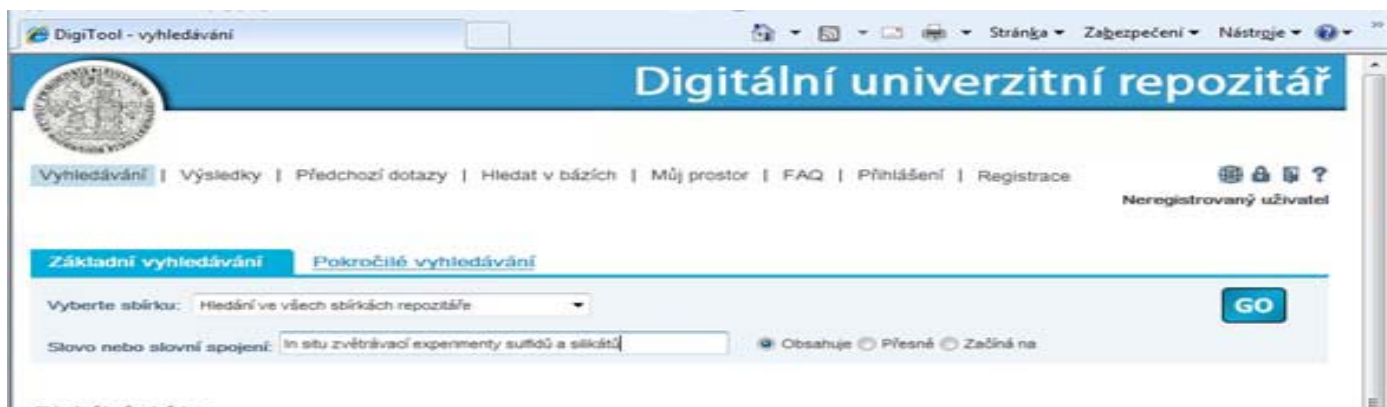 DigiTool - vyhledávání
Stránka Zabezpečení Nástroje
Digitální univerzitní repozitář
Vyhledávání | Výsledky | Předchozí dotazy | Hledat v bázích | Můj prostor | FAQ | Přihlášení | Registrace
Neregistrovaný uživatel
Základní vyhledávání Pokročilé vyhledávání
Vyberte sbírku: Hledání ve všech sbírkách repozitáře
GO
Slovo nebo slovní spojení: In situ zvětrávací experimenty sulfidů a silikátů Obsahuje Přesně Začíná na